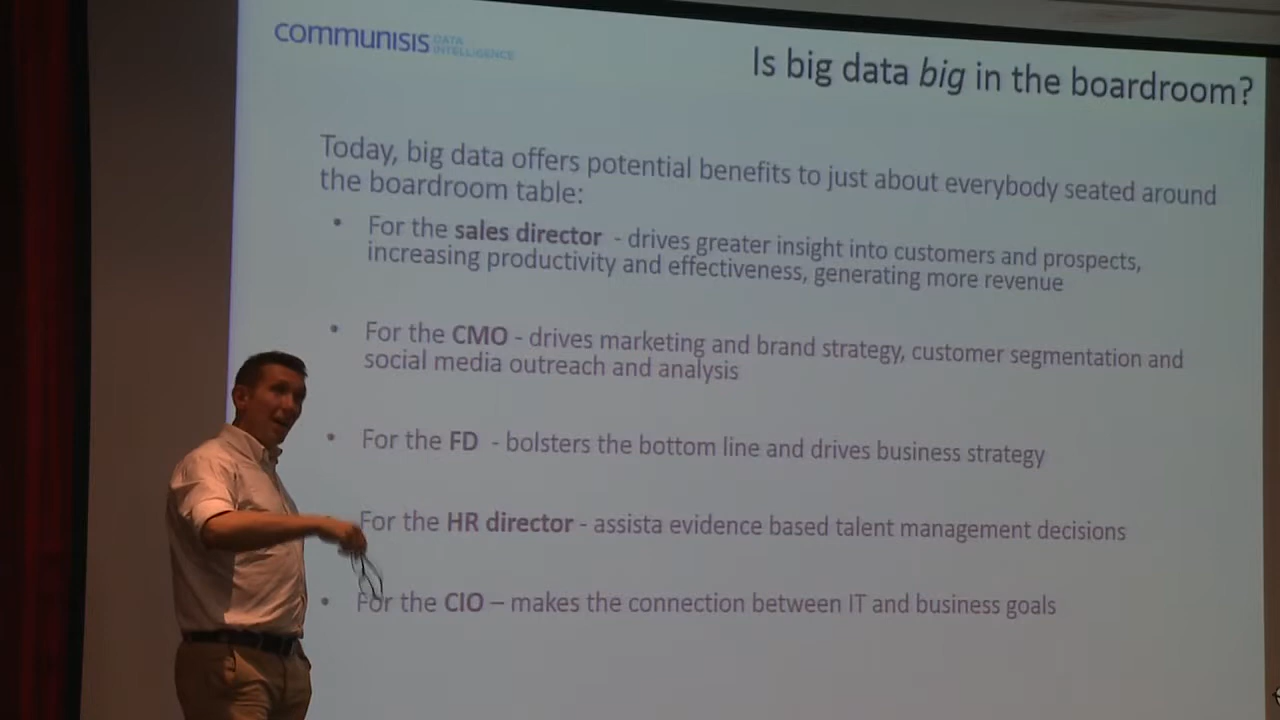 communisis DATA INTELLIGENCE
Is big data big in the boardroom?
Today, big data offers potential benefits to just about everybody seated around
the boardroom table:
• For the sales director - drives greater insight into customers and prospects,
increasing productivity and effectiveness, generating more revenue
• For the CMO - drives marketing and brand strategy, customer segmentation and
social media outreach and analysis
• For the FD - bolsters the bottom line and drives business strategy
For the HR director - assista evidence based talent management decisions
• For the CIO – makes the connection between IT and business goals